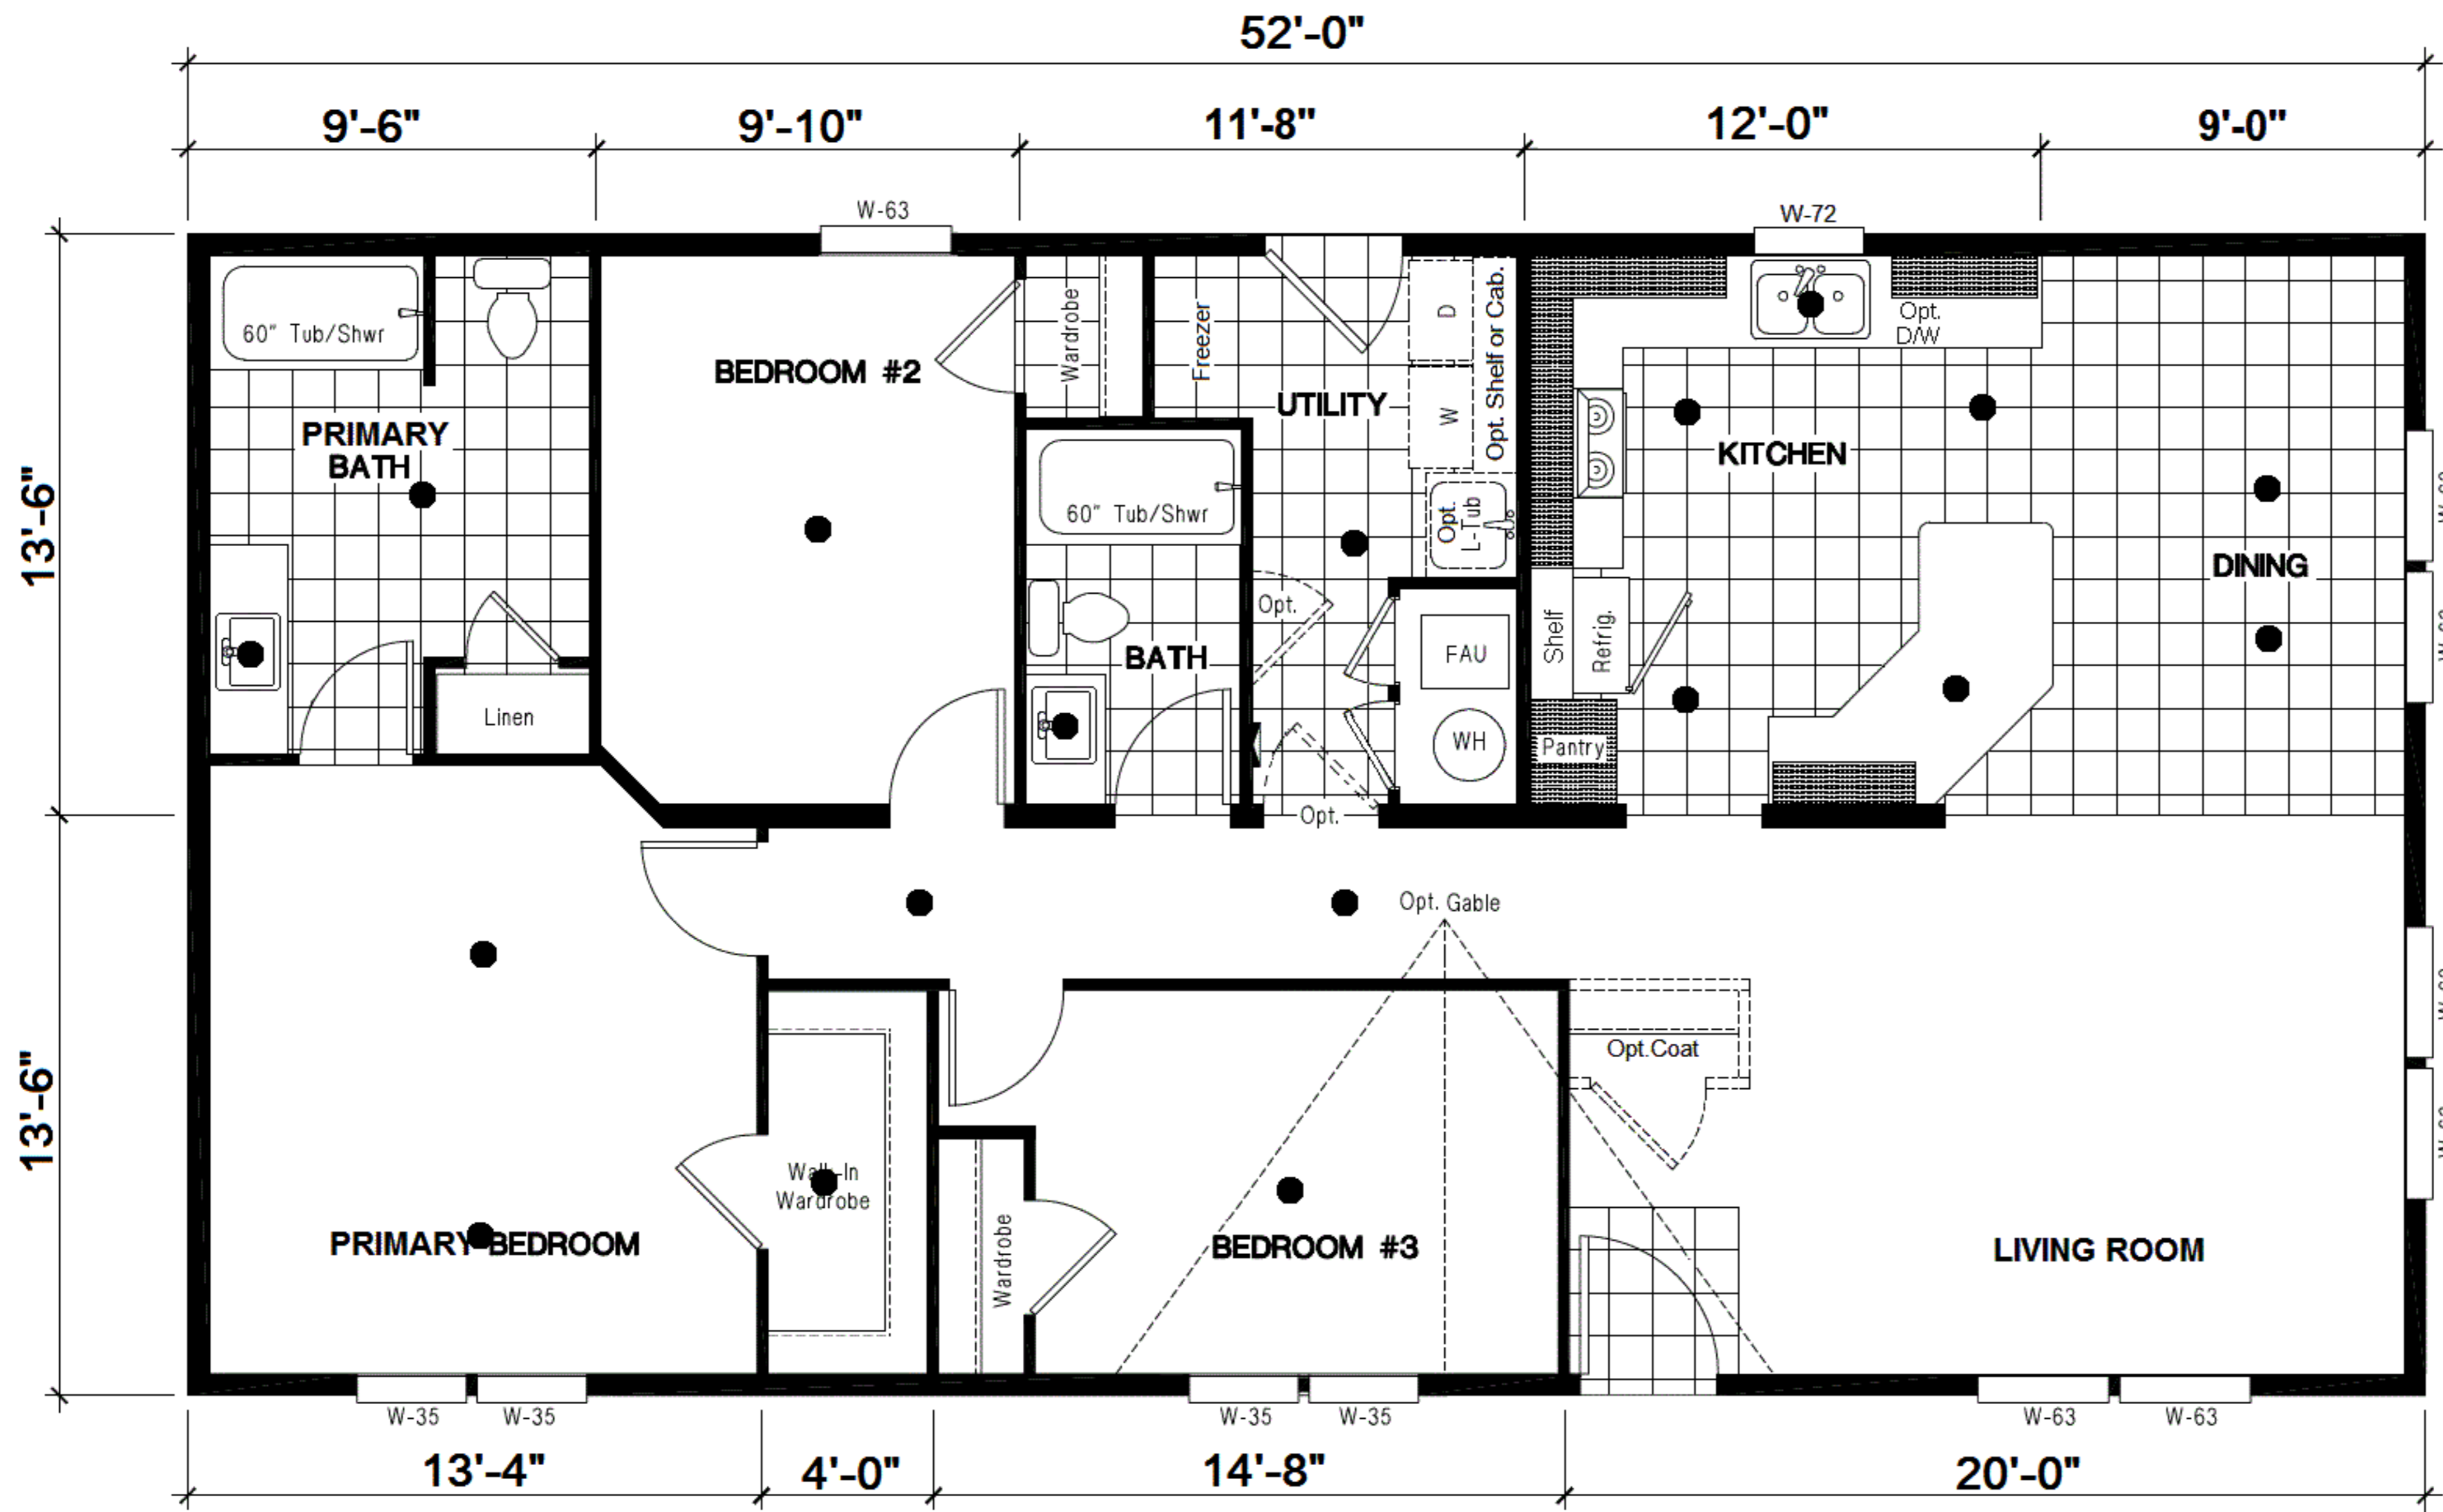 52'-0"
9'-6"
9'-10"
11'-8"
12'-0"
9'-0"
W-63
W-72
60" Tub/Shwr
PRIMARY
BATH
Linen
BEDROOM #2
Wardrobe
Freezer
UTILITY
D
W
Opt. Shelf or Cab.
Opt.
L-Tub
60" Tub/Shwr
BATH
Opt.
FAU
WH
Opt.
Opt.
D/W
KITCHEN
Shelf
Refrig.
Pantry
DINING
13'-6"
13'-6"
Opt. Gable
Opt.Coat
Walk-In
Wardrobe
PRIMARY BEDROOM
Wardrobe
BEDROOM #3
LIVING ROOM
W-35
W-35
W-35
W-35
W-63
W-63
13'-4"
4'-0"
14'-8"
20'-0"